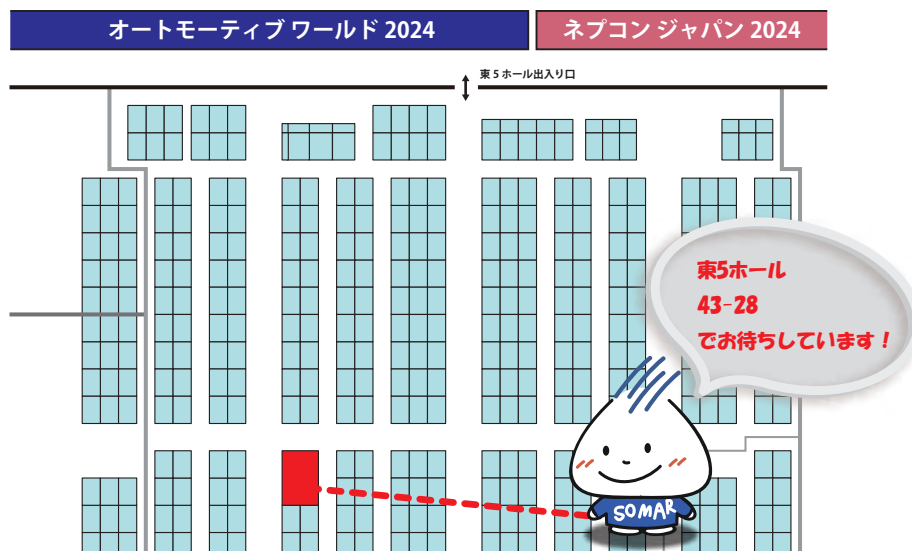 オートモーティブ ワールド 2024
ネプコン ジャパン 2024
東 5 ホール出入り口
東5ホール
43-28
でお待ちしています！
SOMAR